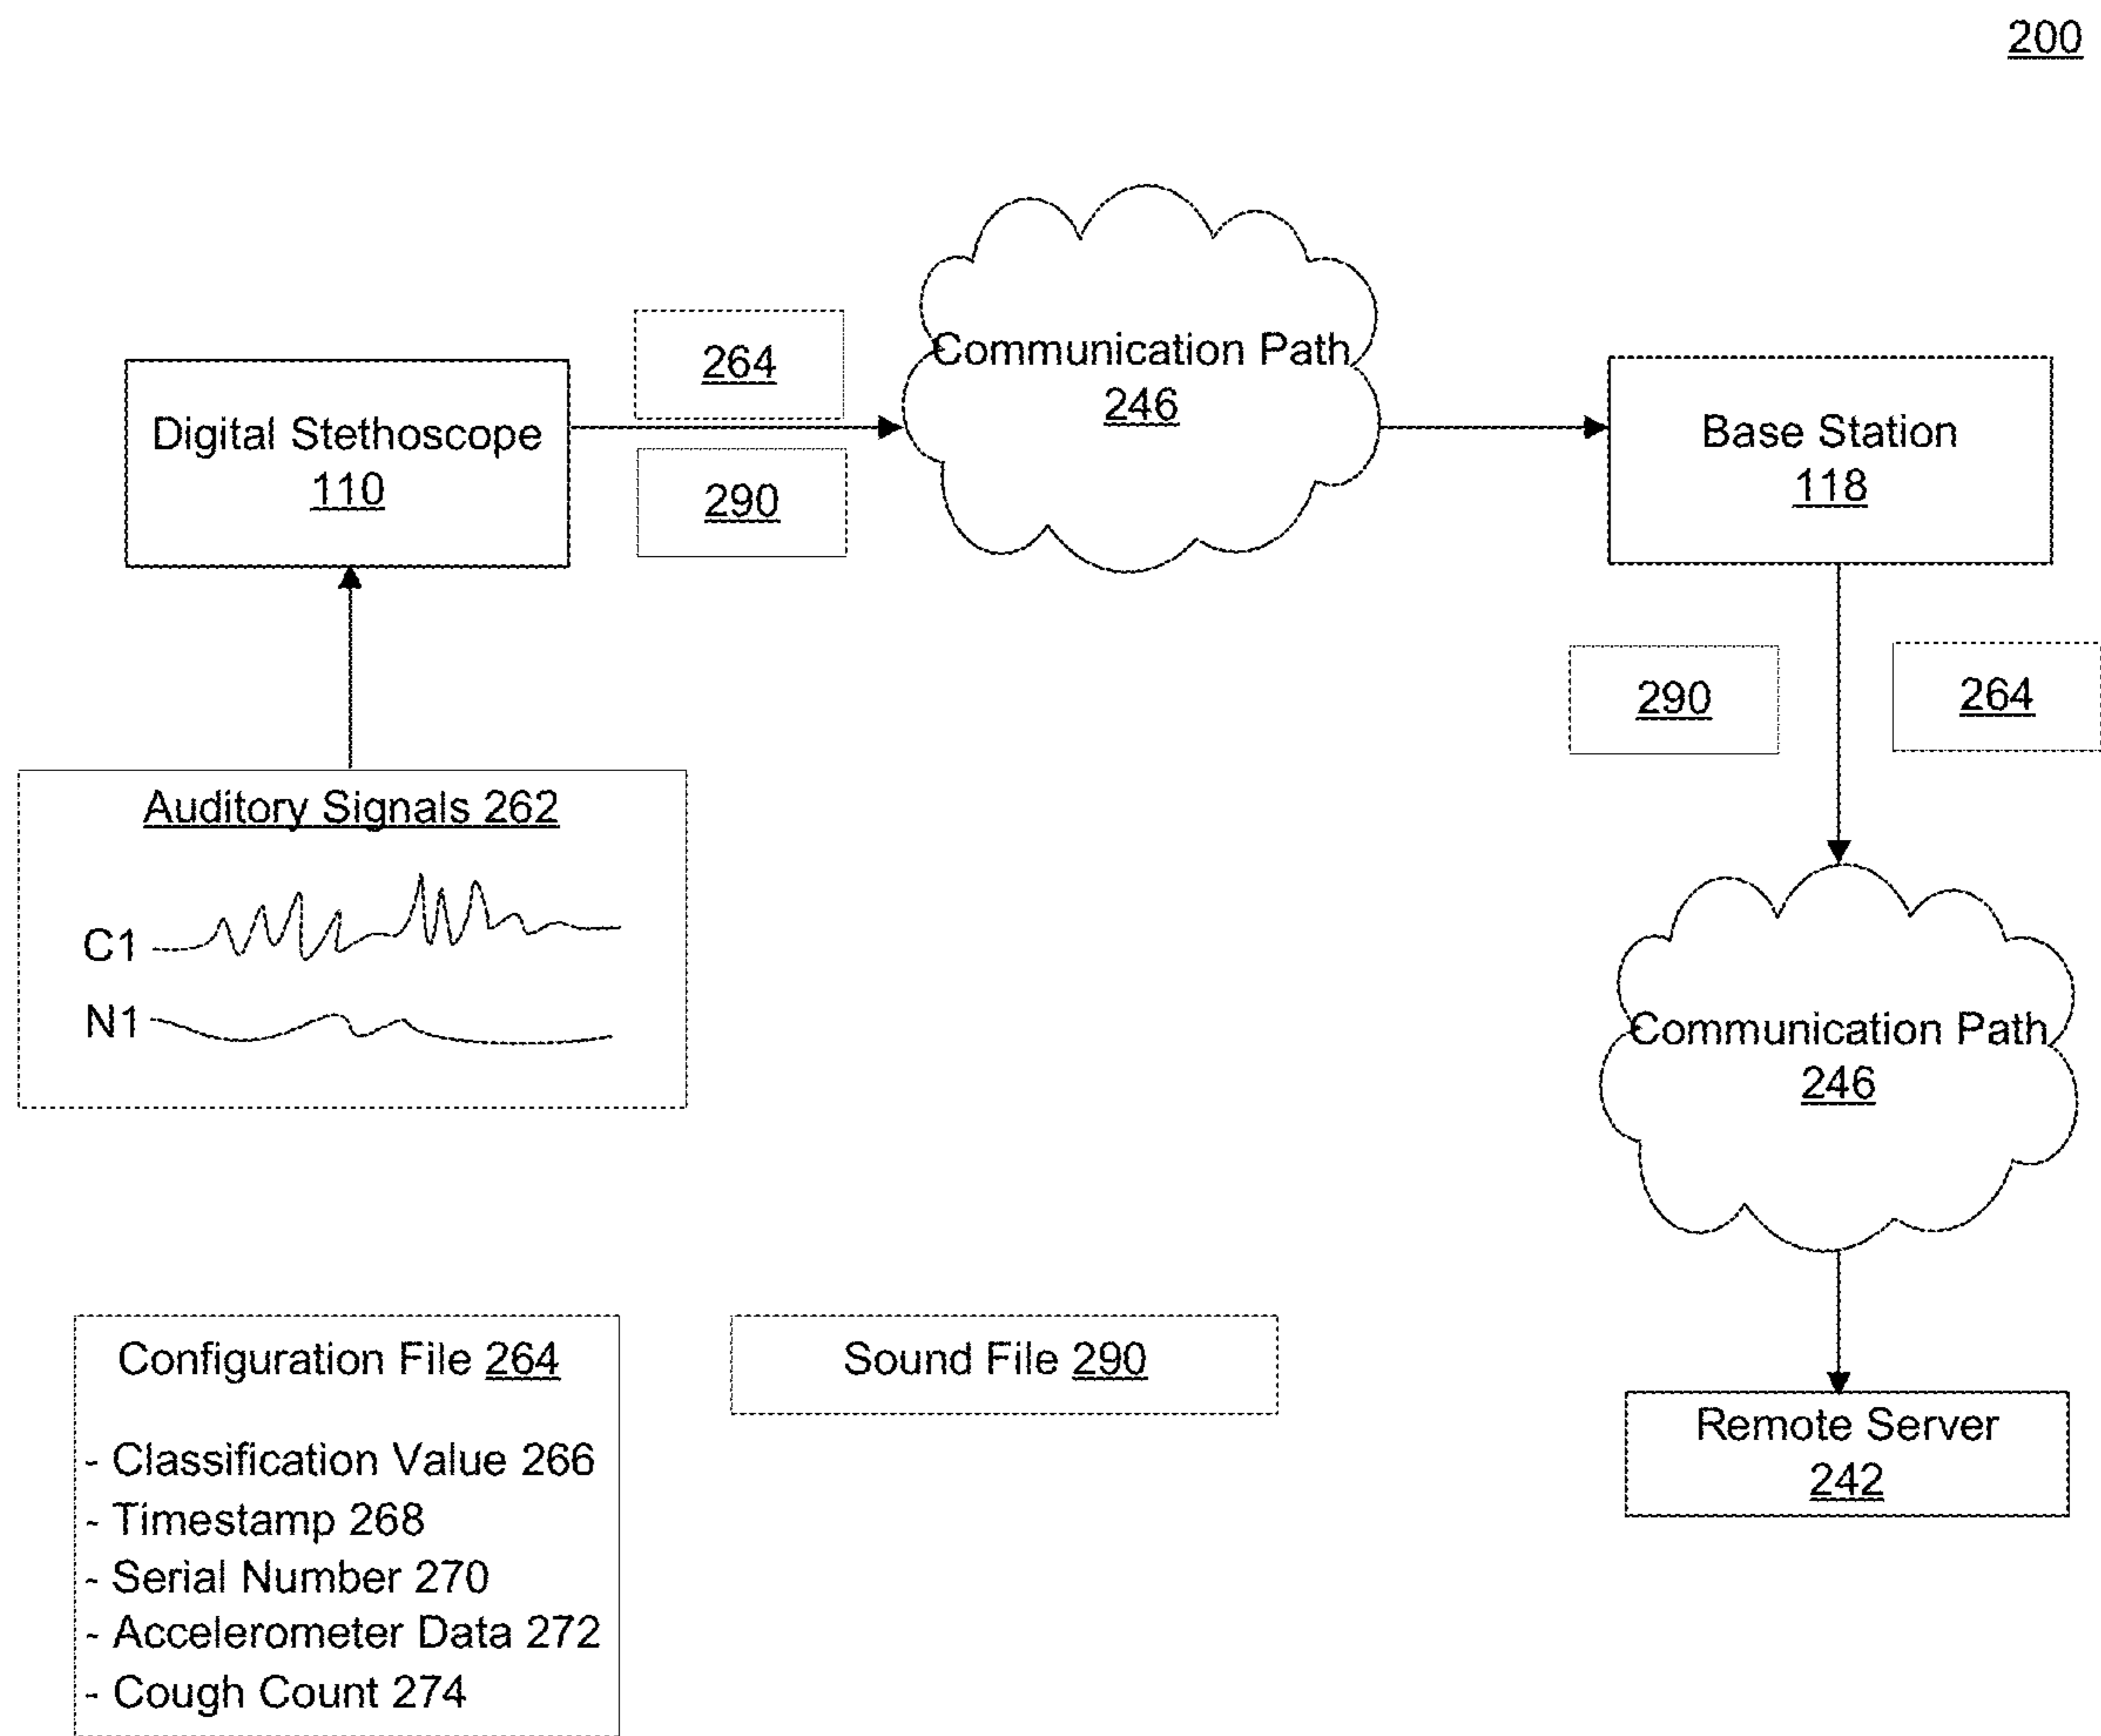 200
264
Communication Path
246
Digital Stethoscope
110
290
Base Station
118
290
264
Auditory Signals 262
C1
N1
Communication Path
246
Configuration File 264
- Classification Value 266
- Timestamp 268
- Serial Number 270
- Accelerometer Data 272
- Cough Count 274
Sound File 290
Remote Server
242